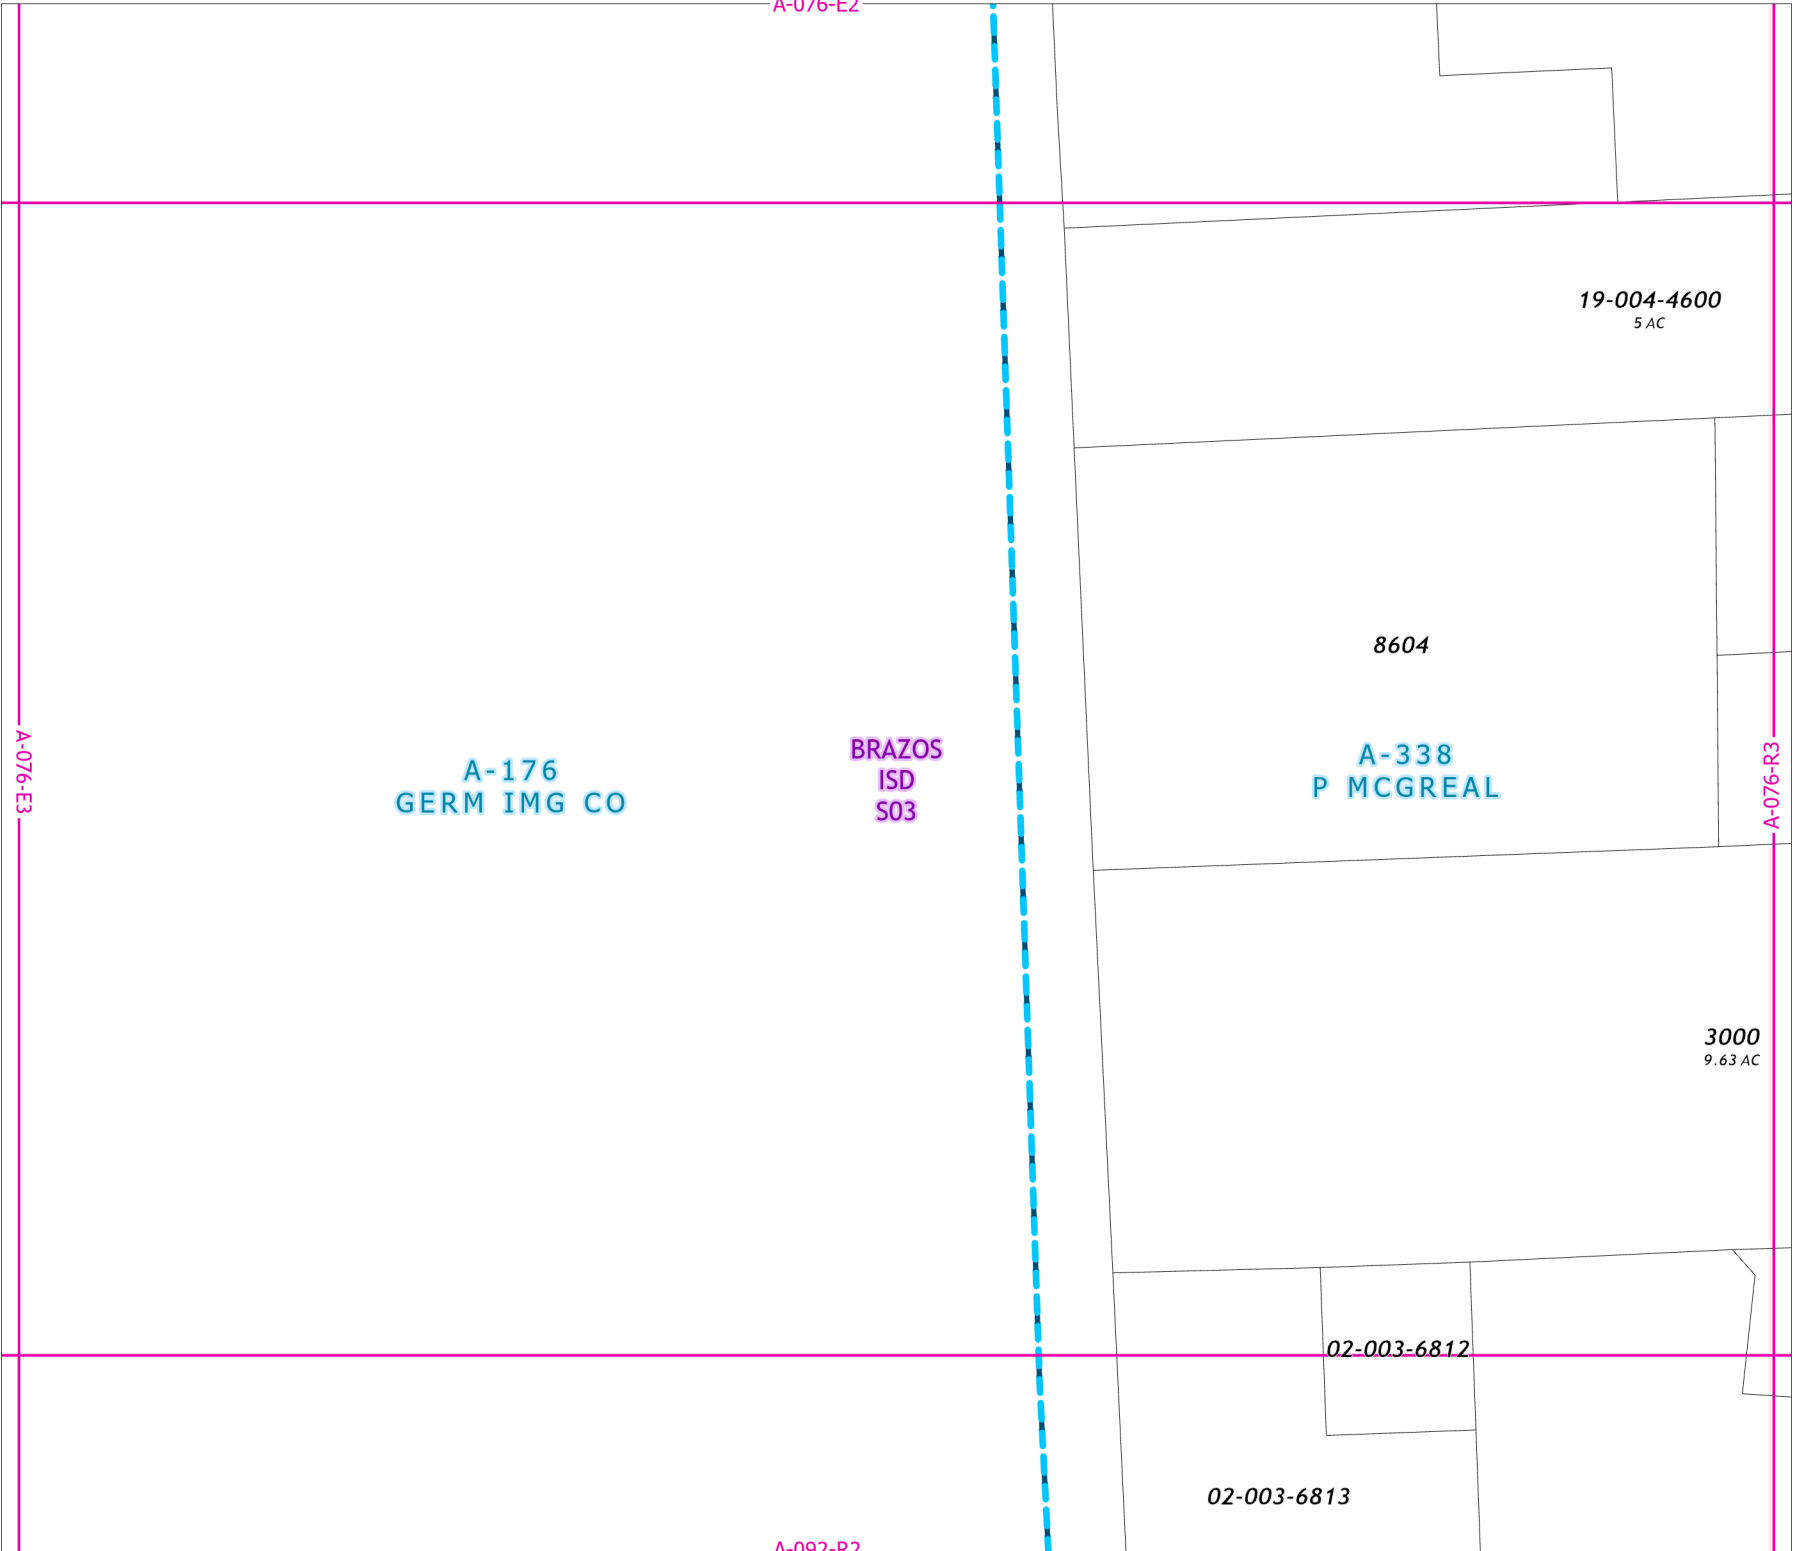 A-076-E2
19-004-4600
5 AC
8604
A-076-E3
A-176
GERM IMG CO
BRAZOS
ISD
S03
A-338
P MCGREAL
A-076-R3
3000
9.63 AC
02-003-6812
02-003-6813
A-092-R2